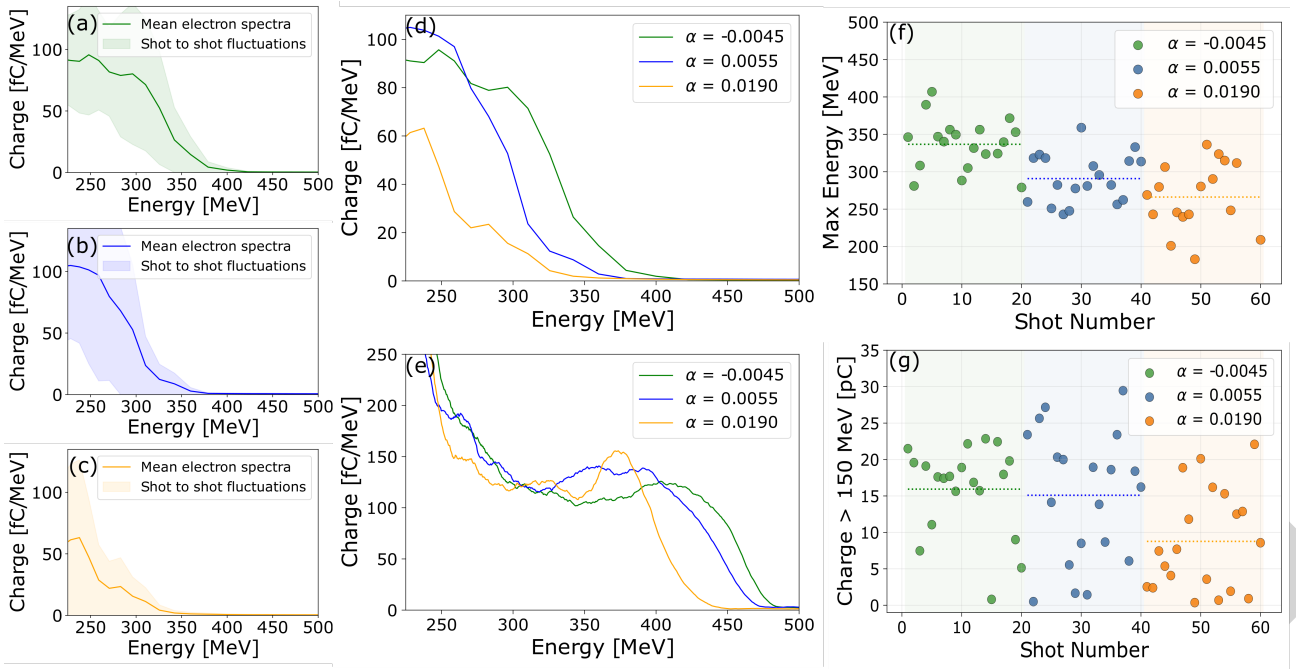 (a)
Mean electron spectra
Shot to shot fluctuations
Charge [fC/MeV]
100
50
0
250 300 350 400 450 500
Energy [MeV]
(b)
Mean electron spectra
Shot to shot fluctuations
Charge [fC/MeV]
100
50
0
250 300 350 400 450 500
Energy [MeV]
(c)
Mean electron spectra
Shot to shot fluctuations
Charge [fC/MeV]
100
50
0
250 300 350 400 450 500
Energy [MeV]
(d)
α = -0.0045
α = 0.0055
α = 0.0190
Charge [fC/MeV]
100
80
60
40
20
0
250 300 350 400 450 500
Energy [MeV]
(e)
α = -0.0045
α = 0.0055
α = 0.0190
Charge [fC/MeV]
250
200
150
100
50
0
250 300 350 400 450 500
Energy [MeV]
(f)
α = -0.0045
α = 0.0055
α = 0.0190
Max Energy [MeV]
500
450
400
350
300
250
200
150
0 10 20 30 40 50 60
Shot Number
(g)
α = -0.0045
α = 0.0055
α = 0.0190
Charge > 150 MeV [pC]
35
30
25
20
15
10
5
0
0 10 20 30 40 50 60
Shot Number